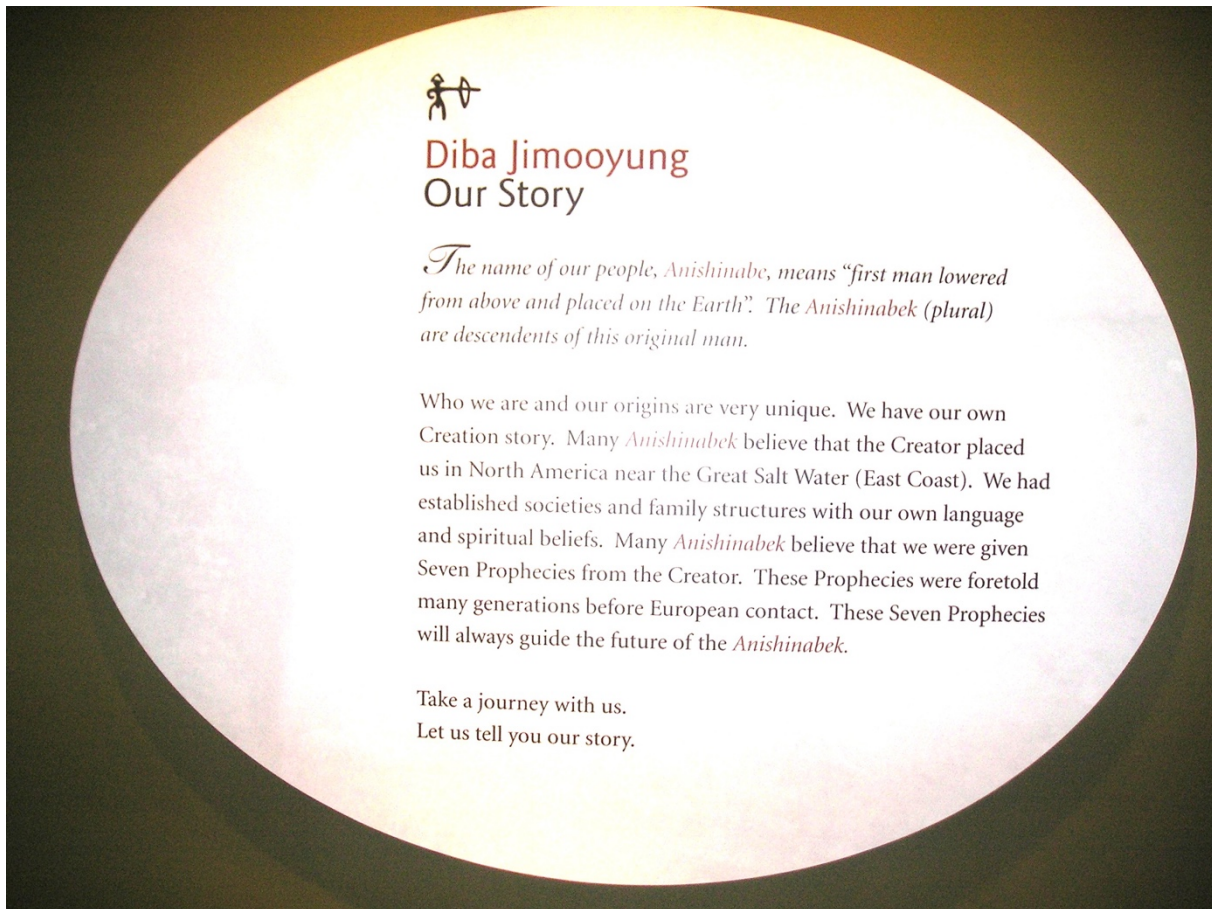 Diba Jimooyung
Our Story
The name of our people, Anishinabe, means “first man lowered
from above and placed on the Earth”. The Anishinabek (plural)
are descendents of this original man.
Who we are and our origins are very unique. We have our own
Creation story. Many Anishinabek believe that the Creator placed
us in North America near the Great Salt Water (East Coast). We had
established societies and family structures with our own language
and spiritual beliefs. Many Anishinabek believe that we were given
Seven Prophecies from the Creator. These Prophecies were foretold
many generations before European contact. These Seven Prophecies
will always guide the future of the Anishinabek.
Take a journey with us.
Let us tell you our story.